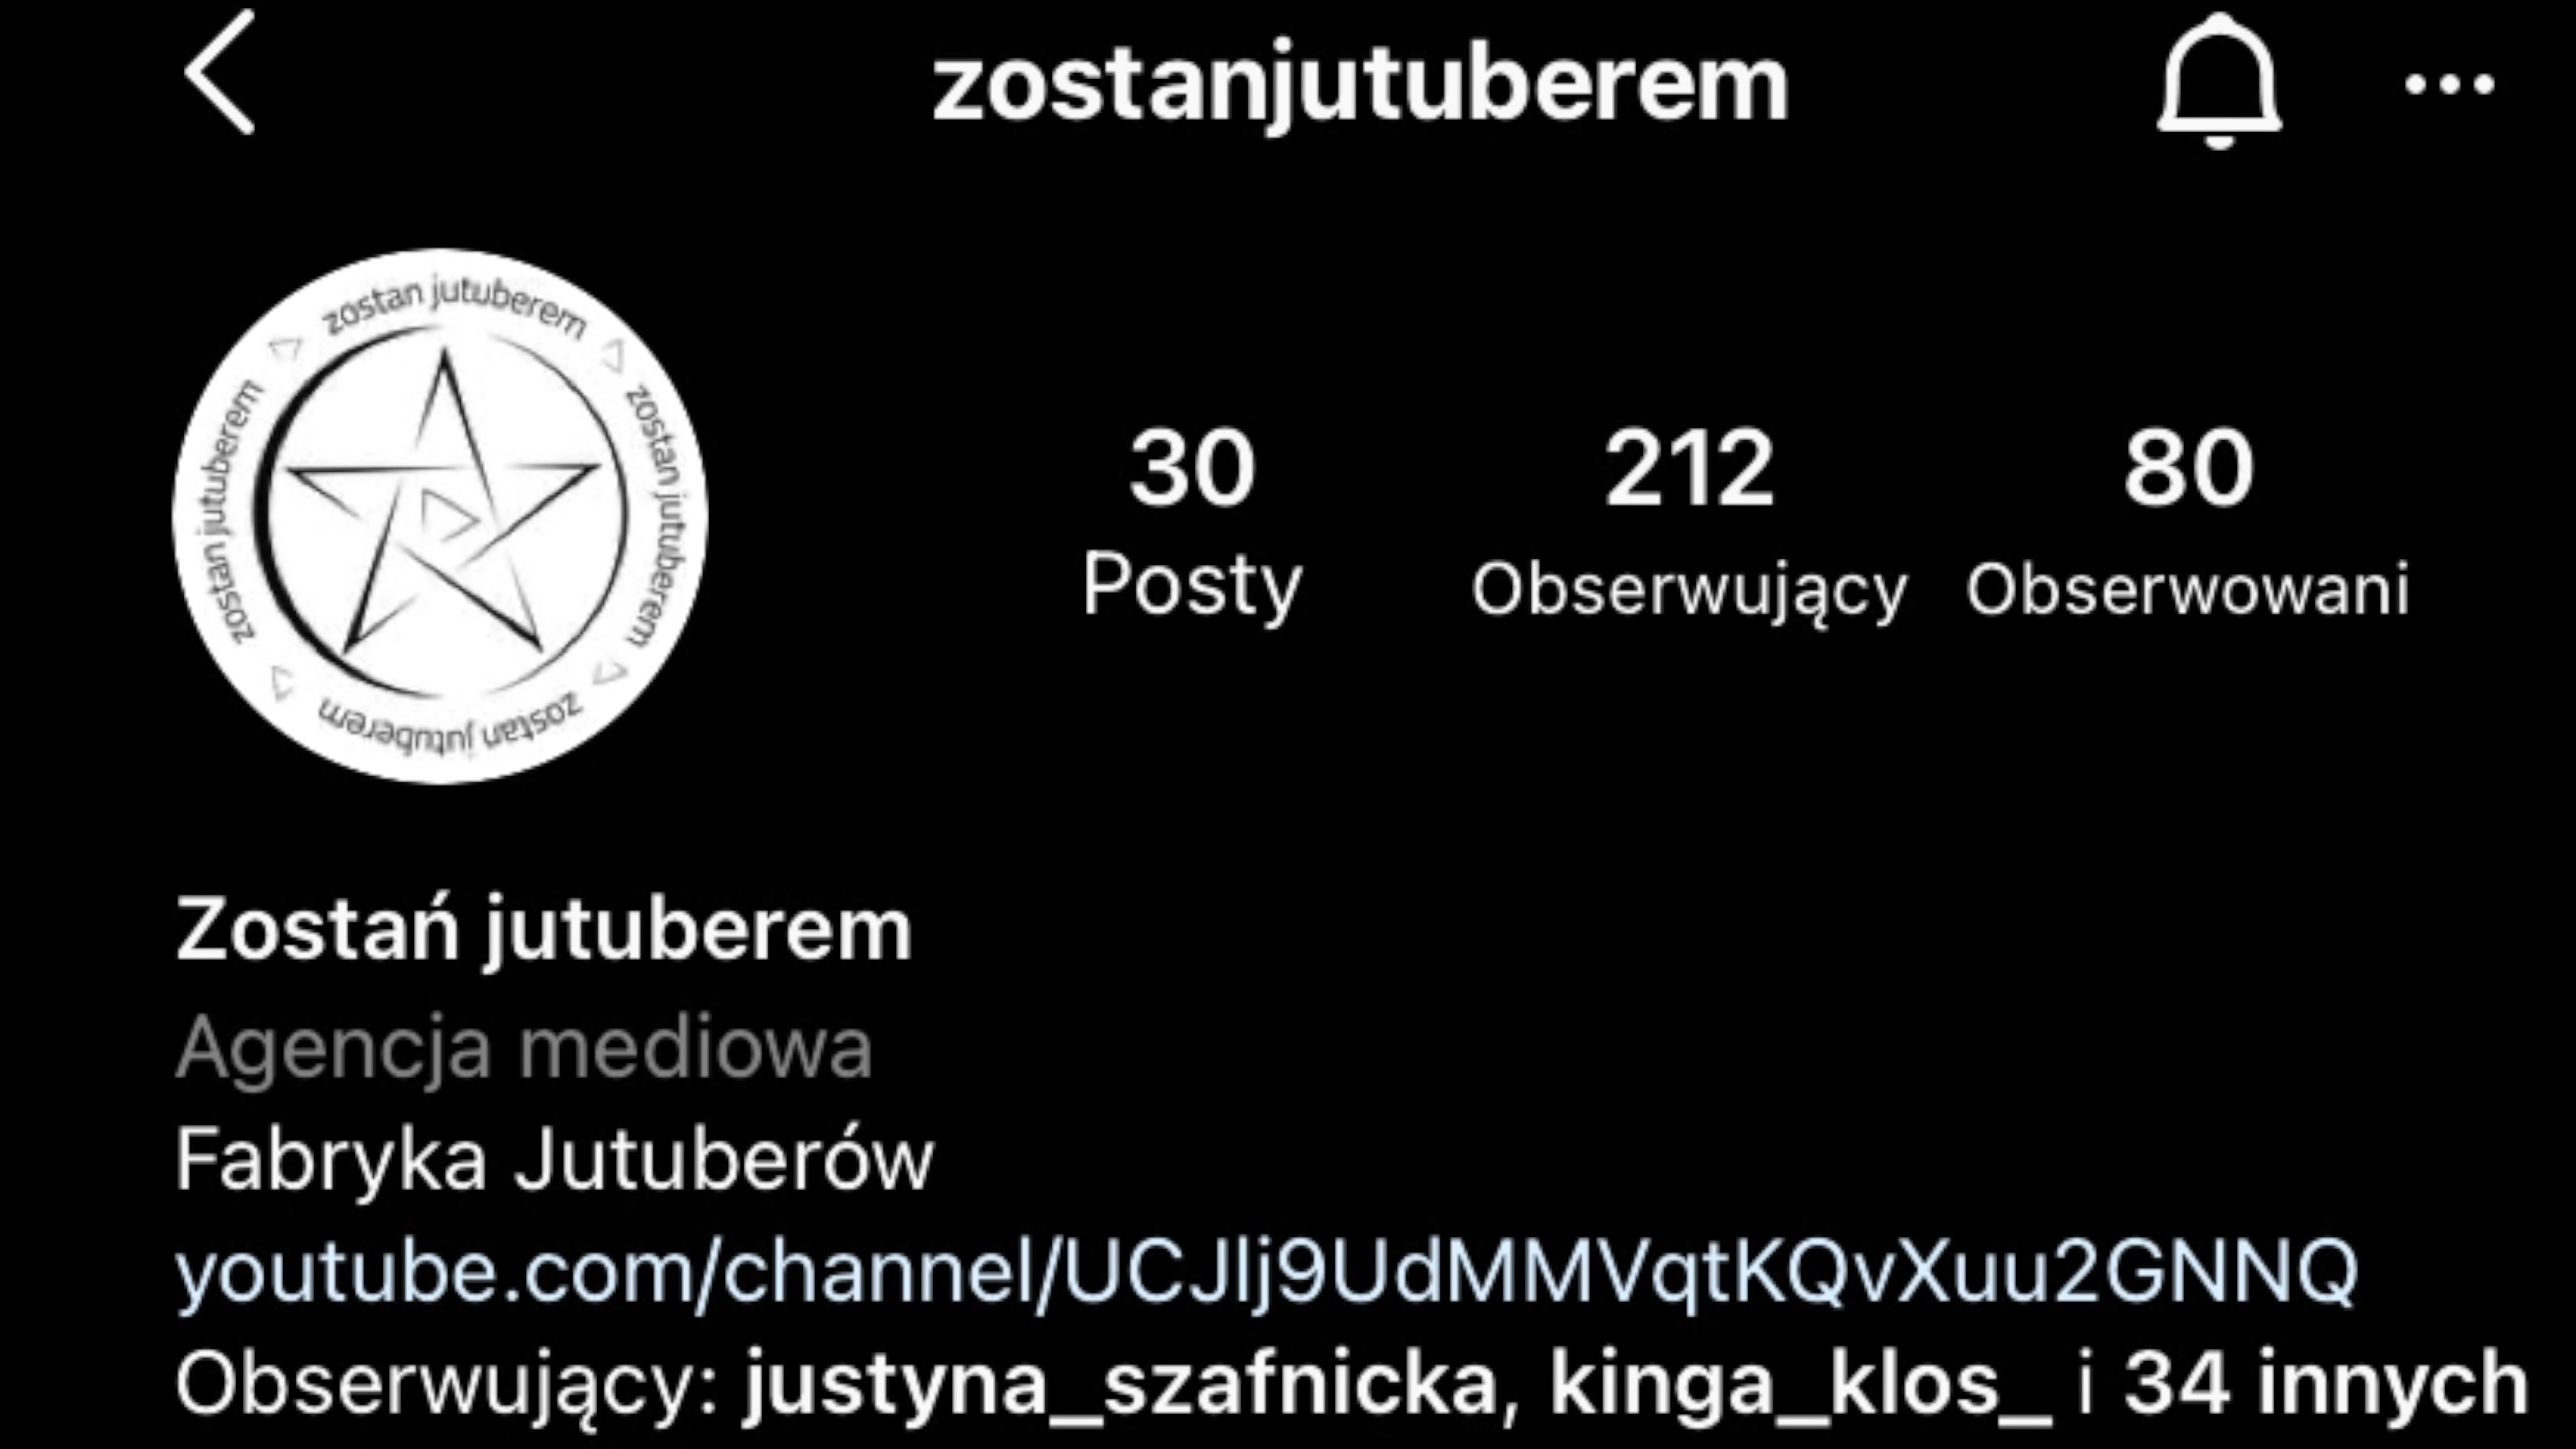 zostanjutuberem
zostan jutuberem
zostan jutuberem
zostan jutuberem
zostan jutuberem
30
Posty
212
Obserwujący
80
Obserwowani
Zostań jutuberem
Agencja mediowa
Fabryka Jutuberów
youtube.com/channel/UCJlj9UdMMVqtKQvXuu2GNNQ
Obserwujący: justyna_szafnicka, kinga_klos_ i 34 innych